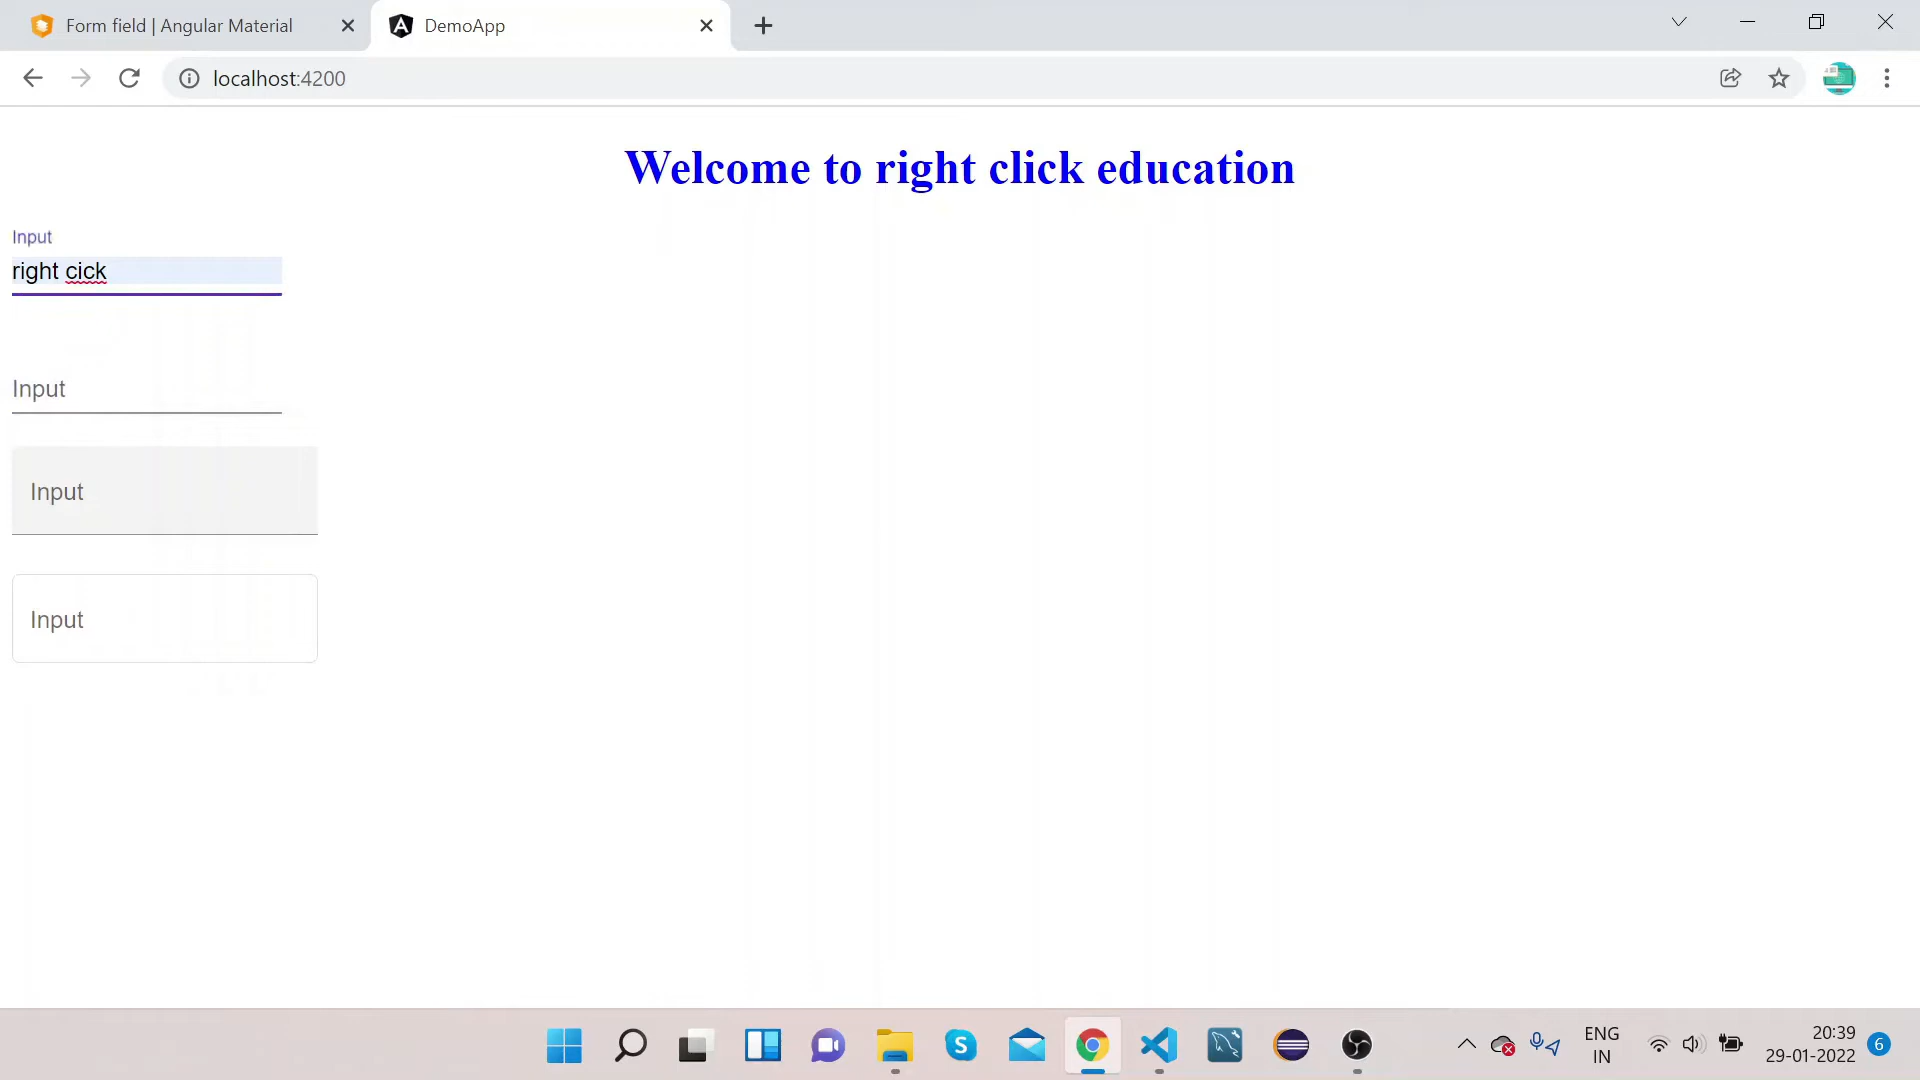 Form field | Angular Material
DemoApp
localhost:4200
Welcome to right click education
Input
right cick
Input
Input
Input
S
ENG
IN
20:39
29-01-2022
6